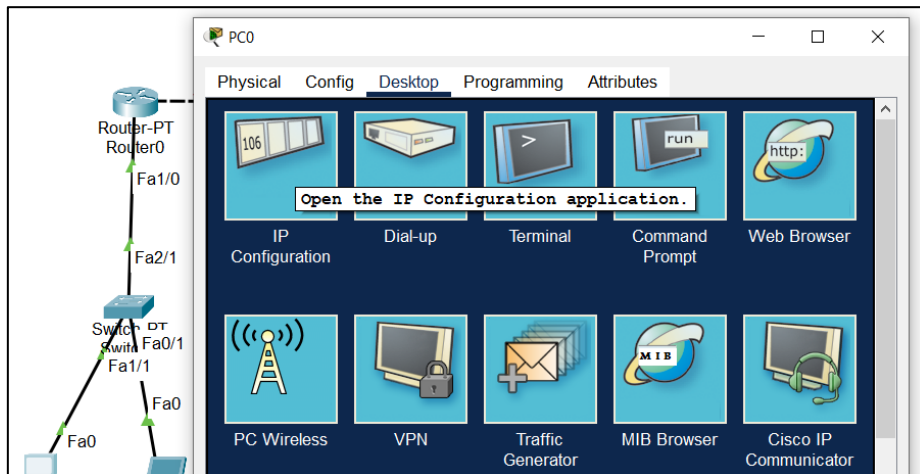 PC0
Physical Config Desktop Programming Attributes
Router-PT
Router0
Fa1/0
Fa2/1
Fa0/1
Fa1/1
Fa0
Fa0
106
>
run
http:
Open the IP Configuration application.
IP
Configuration
Dial-up
Terminal
Command
Prompt
Web Browser
MIB
PC Wireless
VPN
Traffic
Generator
MIB Browser
Cisco IP
Communicator